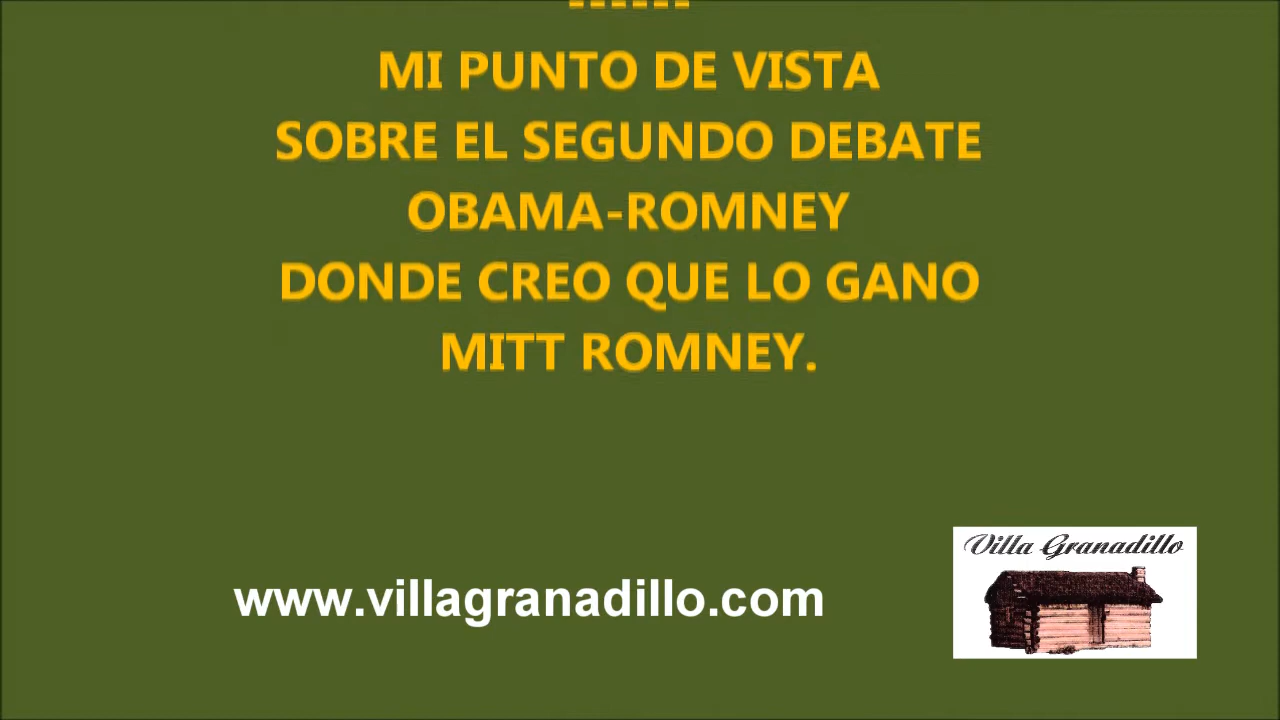 MI PUNTO DE VISTA
SOBRE EL SEGUNDO DEBATE
OBAMA-ROMNEY
DONDE CREO QUE LO GANO
MITT ROMNEY.
Villa Granadillo
www.villagranadillo.com